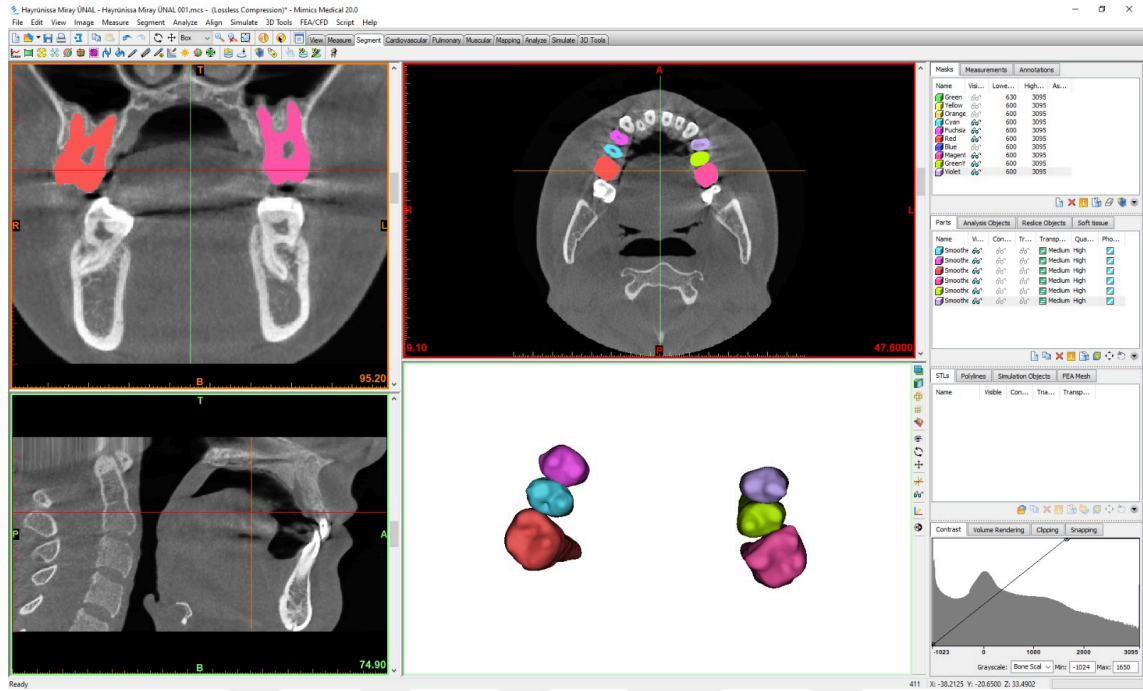 Hayrünissa Miray ÜNAL - Hayrünissa Miray ÜNAL 001.mcs - (Lossless Compression)* - Mimics Medical 20.0
File Edit View Image Measure Segment Analyze Align Simulate 3D Tools FEA/CFD Script Help
Box View Measure Segment Cardiovascular Pulmonary Muscular Mapping Analyze Simulate 3D Tools
T
R
L
B
95.20
A
R
L
P
9.10
47.6000
T
P
A
B
74.90
Masks Measurements Annotations
Name Visi... Lowe... High... As...
Green 630 3095
Yellow 600 3095
Orange 600 3095
Cyan 600 3095
Fuchsia 600 3095
Red 600 3095
Blue 600 3095
Magent 600 3095
GreenY 600 3095
Violet 600 3095
Parts Analysis Objects Reslice Objects Soft tissue
Name Vi... Con... Tr... Transp... Qua... Pho...
Smoothe Medium High
Smoothe Medium High
Smoothe Medium High
Smoothe Medium High
Smoothe Medium High
Smoothe Medium High
STLs Polylines Simulation Objects FEA Mesh
Name Visible Con... Tria... Transp...
Contrast Volume Rendering Clipping Snapping
-1023 0 1000 2000 3095
Grayscale: Bone Scal Min: -1024 Max: 1650
Ready
411 X: -38.2125 Y: -20.6500 Z: 33.4902